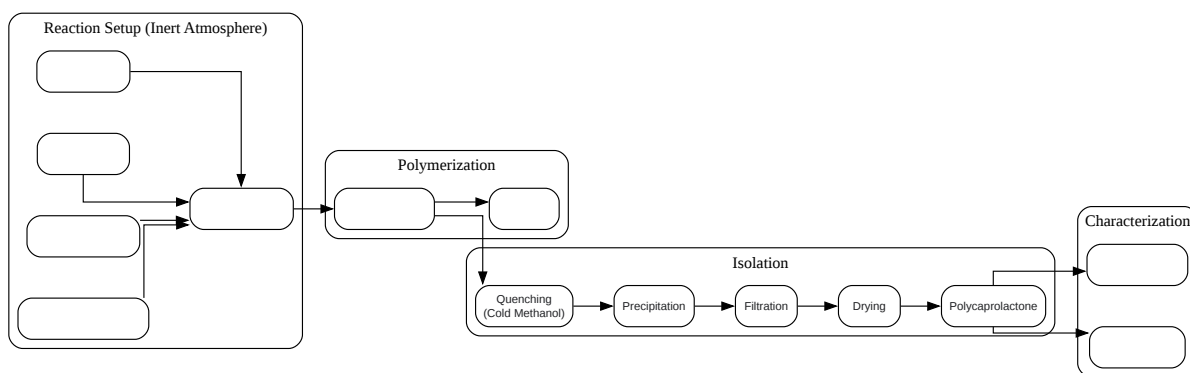 Reaction Setup (Inert Atmosphere)
Polymerization
Characterization
Isolation
Quenching
(Cold Methanol)
Precipitation
Filtration
Drying
Polycaprolactone